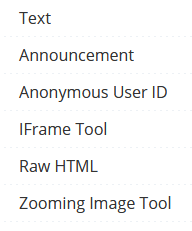 Text
Announcement
Anonymous User ID
IFrame Tool
Raw HTML
Zooming Image Tool